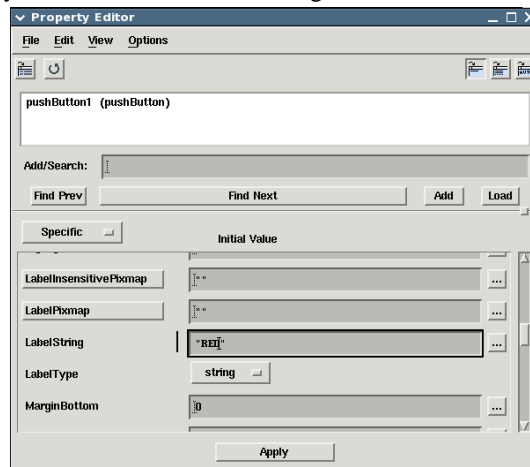 Property Editor
File Edit View Options
pushButton1 (pushButton)
Add/Search:
Find Prev Find Next Add Load
Specific Initial Value
LabelInsensitivePixmap "" ...
LabelPixmap "" ...
LabelString "RED" ...
LabelType string
MarginBottom 0 ...
Apply